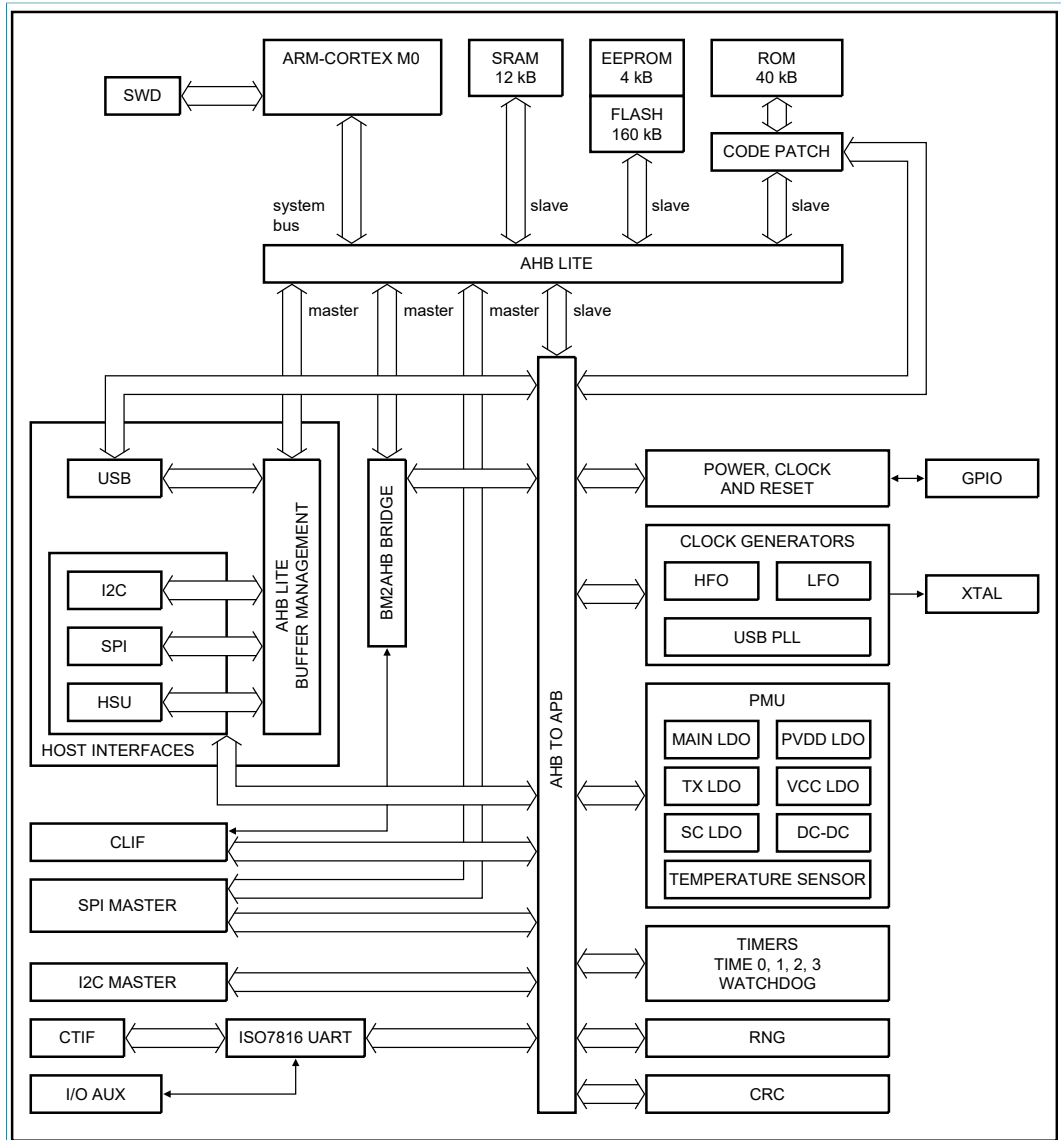 ARM-CORTEX M0
SRAM
12 kB
EEPROM
4 kB
ROM
40 kB
SWD
FLASH
160 kB
CODE PATCH
system
bus
slave
slave
slave
AHB LITE
master
master
master
slave
USB
POWER, CLOCK
AND RESET
GPIO
AHB LITE
BUFFER MANAGEMENT
BM2AHB BRIDGE
CLOCK GENERATORS
I2C
HFO
LFO
XTAL
SPI
USB PLL
HSU
HOST INTERFACES
AHB TO APB
PMU
MAIN LDO
PVDD LDO
TX LDO
VCC LDO
SC LDO
DC-DC
TEMPERATURE SENSOR
CLIF
SPI MASTER
TIMERS
TIME 0, 1, 2, 3
WATCHDOG
I2C MASTER
CTIF
ISO7816 UART
RNG
I/O AUX
CRC